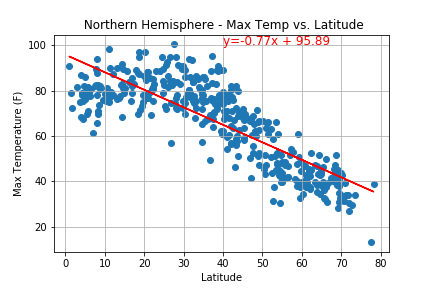 Northern Hemisphere - Max Temp vs. Latitude
y=-0.77x + 95.89
Max Temperature (F)
100
80
60
40
20
0 10 20 30 40 50 60 70 80
Latitude